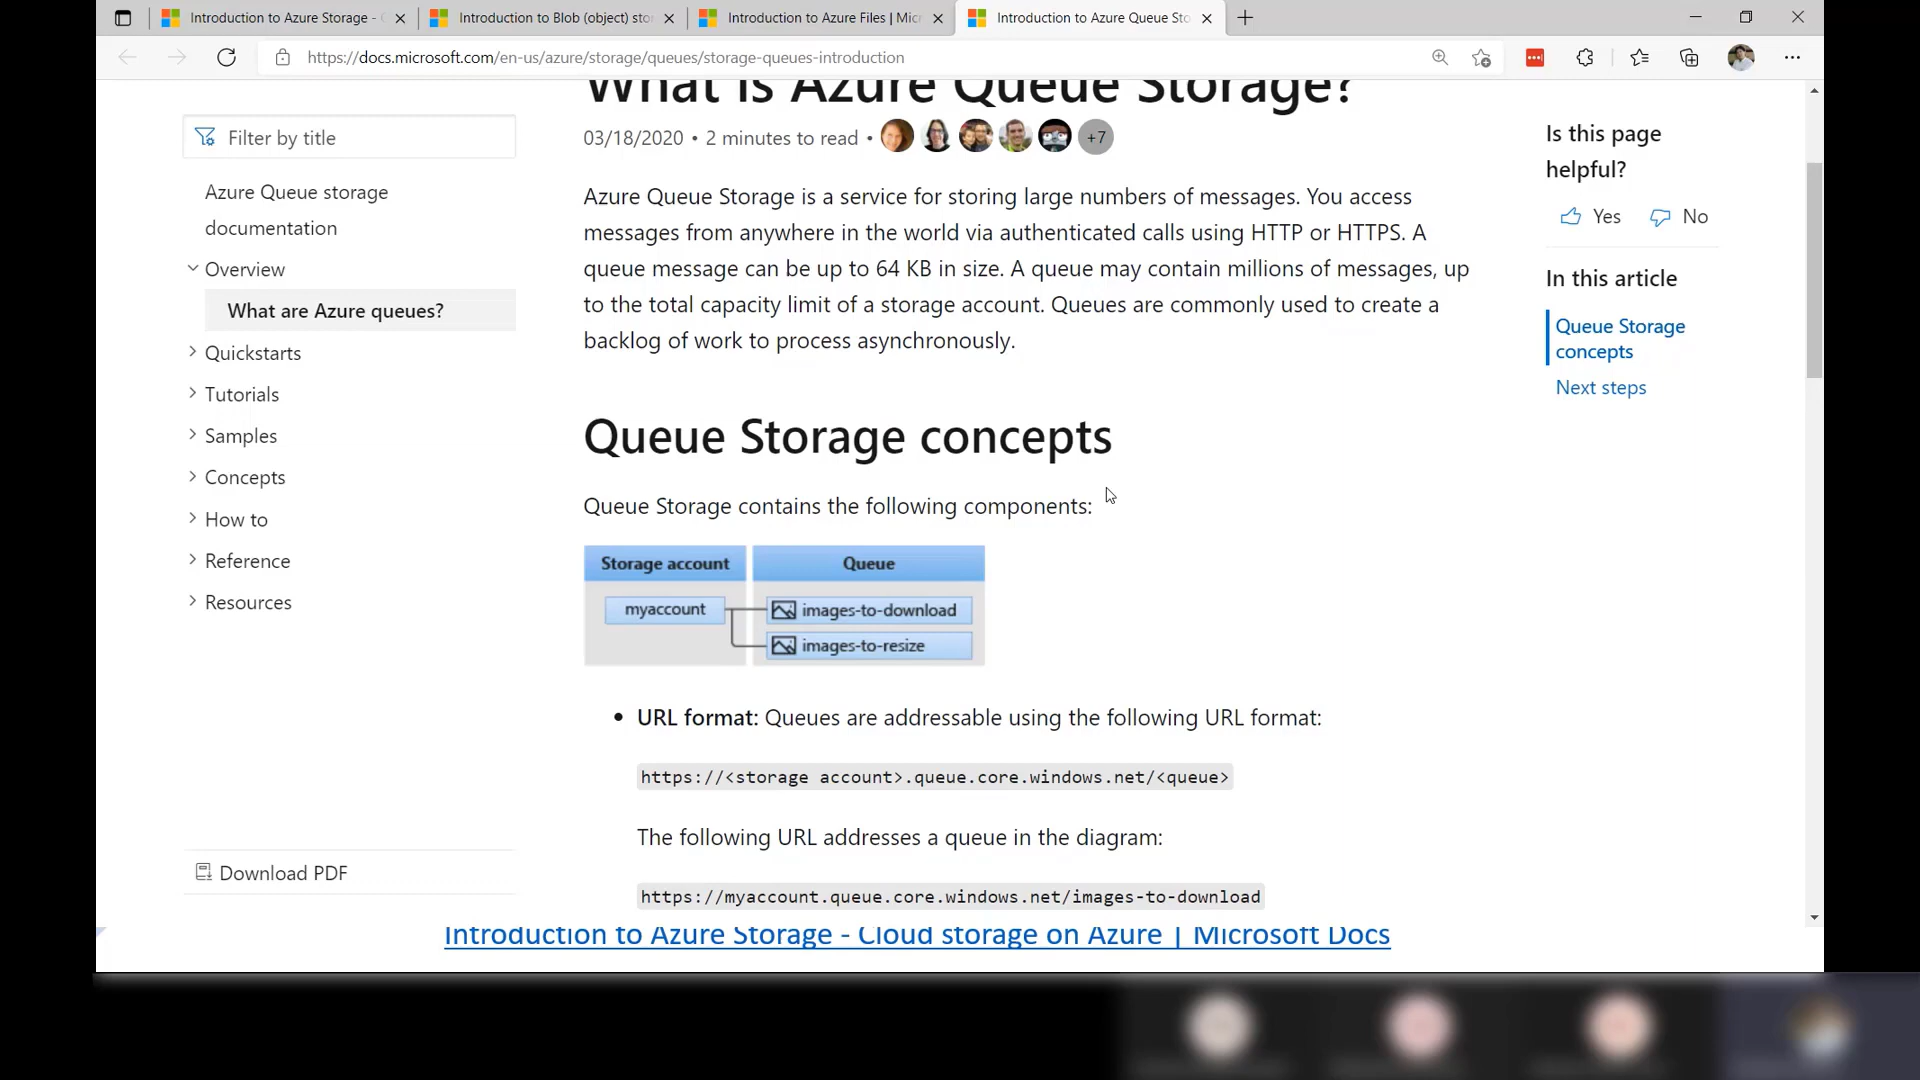 Introduction to Azure Storage -
Introduction to Blob (object) stor
Introduction to Azure Files | Micr
Introduction to Azure Queue Sto
https://docs.microsoft.com/en-us/azure/storage/queues/storage-queues-introduction
What is Azure Queue Storage?
03/18/2020 • 2 minutes to read •
+7
Filter by title
Azure Queue storage
documentation
Overview
What are Azure queues?
Quickstarts
Tutorials
Samples
Concepts
How to
Reference
Resources
Download PDF
Azure Queue Storage is a service for storing large numbers of messages. You access
messages from anywhere in the world via authenticated calls using HTTP or HTTPS. A
queue message can be up to 64 KB in size. A queue may contain millions of messages, up
to the total capacity limit of a storage account. Queues are commonly used to create a
backlog of work to process asynchronously.
Queue Storage concepts
Queue Storage contains the following components:
Storage account
Queue
myaccount
images-to-download
images-to-resize
• URL format: Queues are addressable using the following URL format:
https://<storage account>.queue.core.windows.net/<queue>
The following URL addresses a queue in the diagram:
https://myaccount.queue.core.windows.net/images-to-download
Is this page
helpful?
Yes
No
In this article
Queue Storage
concepts
Next steps
Introduction to Azure Storage - Cloud storage on Azure | Microsoft Docs